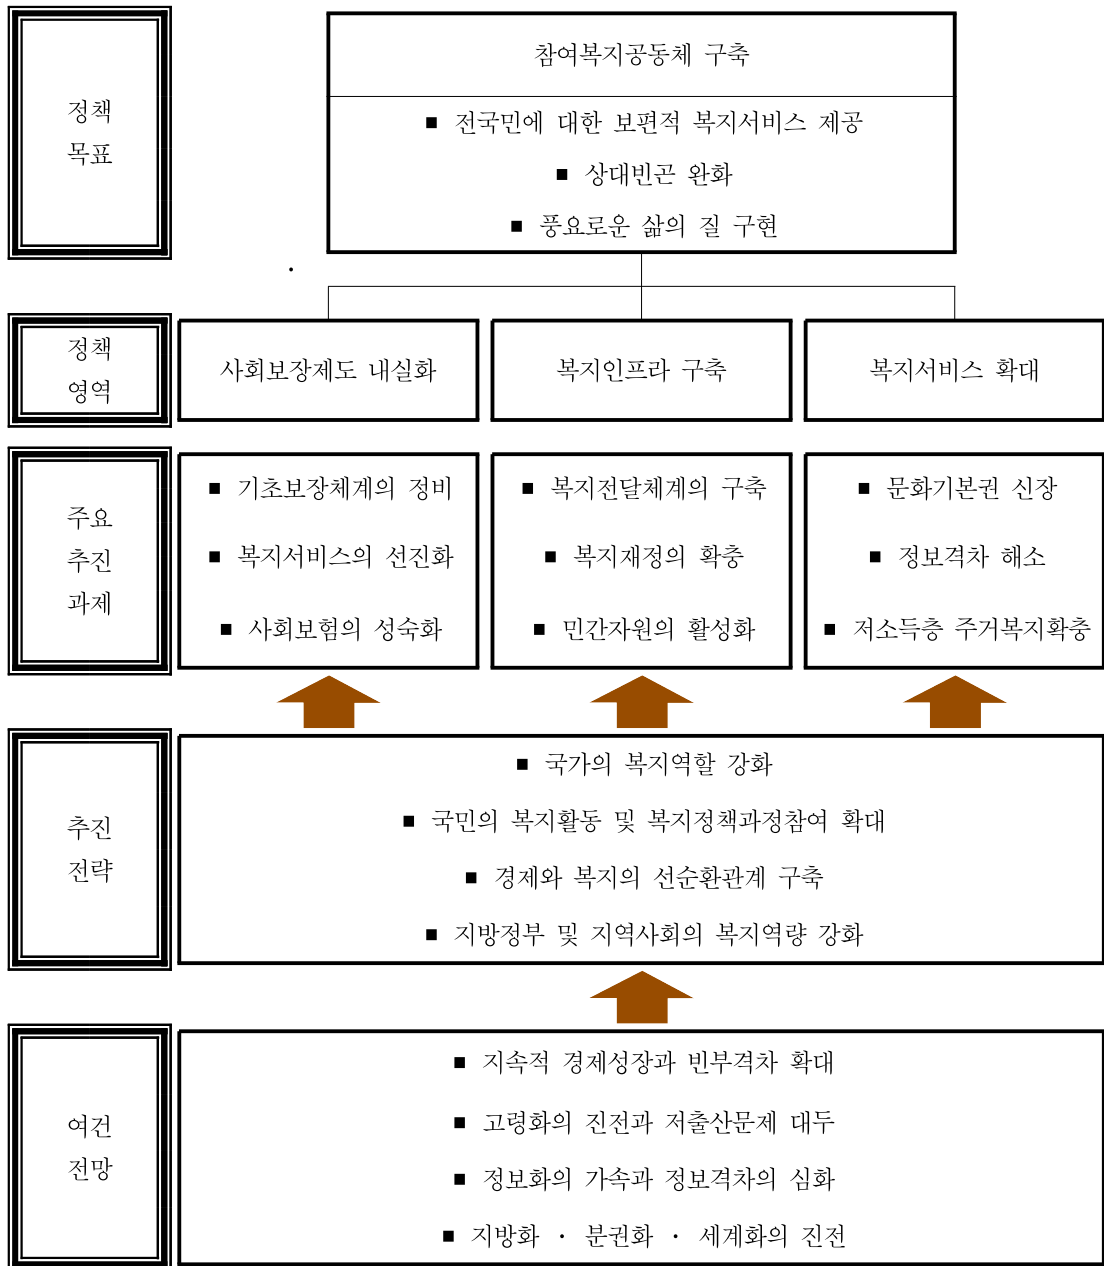 정책
목표
참여복지공동체 구축
▪ 전국민에 대한 보편적 복지서비스 제공
▪ 상대빈곤 완화
▪ 풍요로운 삶의 질 구현
정책
영역
사회보장제도 내실화
복지인프라 구축
복지서비스 확대
주요
추진
과제
▪ 기초보장체계의 정비
▪ 복지서비스의 선진화
▪ 사회보험의 성숙화
▪ 복지전달체계의 구축
▪ 복지재정의 확충
▪ 민간자원의 활성화
▪ 문화기본권 신장
▪ 정보격차 해소
▪ 저소득층 주거복지확충
추진
전략
▪ 국가의 복지역할 강화
▪ 국민의 복지활동 및 복지정책과정참여 확대
▪ 경제와 복지의 선순환관계 구축
▪ 지방정부 및 지역사회의 복지역량 강화
여건
전망
▪ 지속적 경제성장과 빈부격차 확대
▪ 고령화의 진전과 저출산문제 대두
▪ 정보화의 가속과 정보격차의 심화
▪ 지방화 · 분권화 · 세계화의 진전